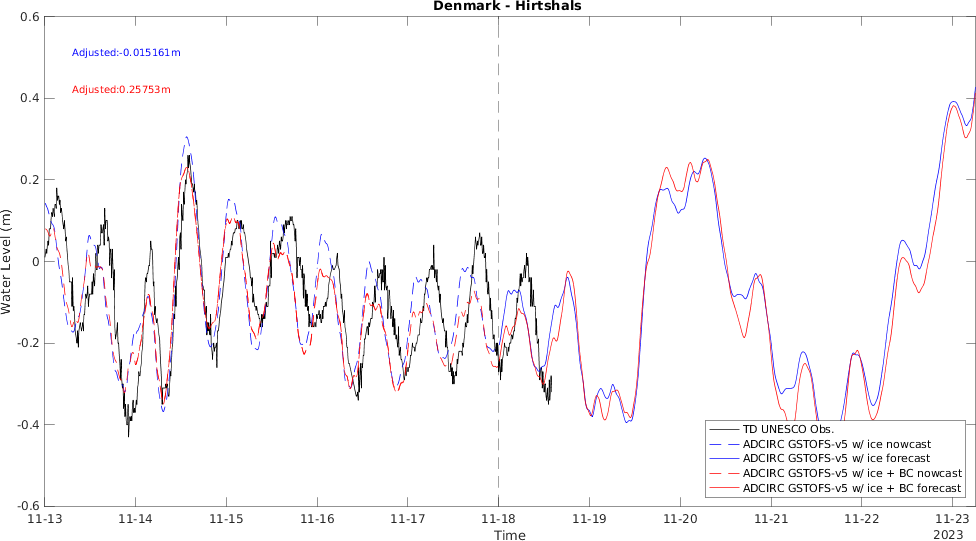 Denmark - Hirtshals
0.6
Adjusted:-0.015161m
Adjusted:0.25753m
0.4
0.2
0
-0.2
-0.4
-0.6
Water Level (m)
TD UNESCO Obs.
ADCIRC GSTOFS-v5 w/ ice nowcast
ADCIRC GSTOFS-v5 w/ ice forecast
ADCIRC GSTOFS-v5 w/ ice + BC nowcast
ADCIRC GSTOFS-v5 w/ ice + BC forecast
11-13 11-14 11-15 11-16 11-17 11-18 11-19 11-20 11-21 11-22 11-23
2023
Time